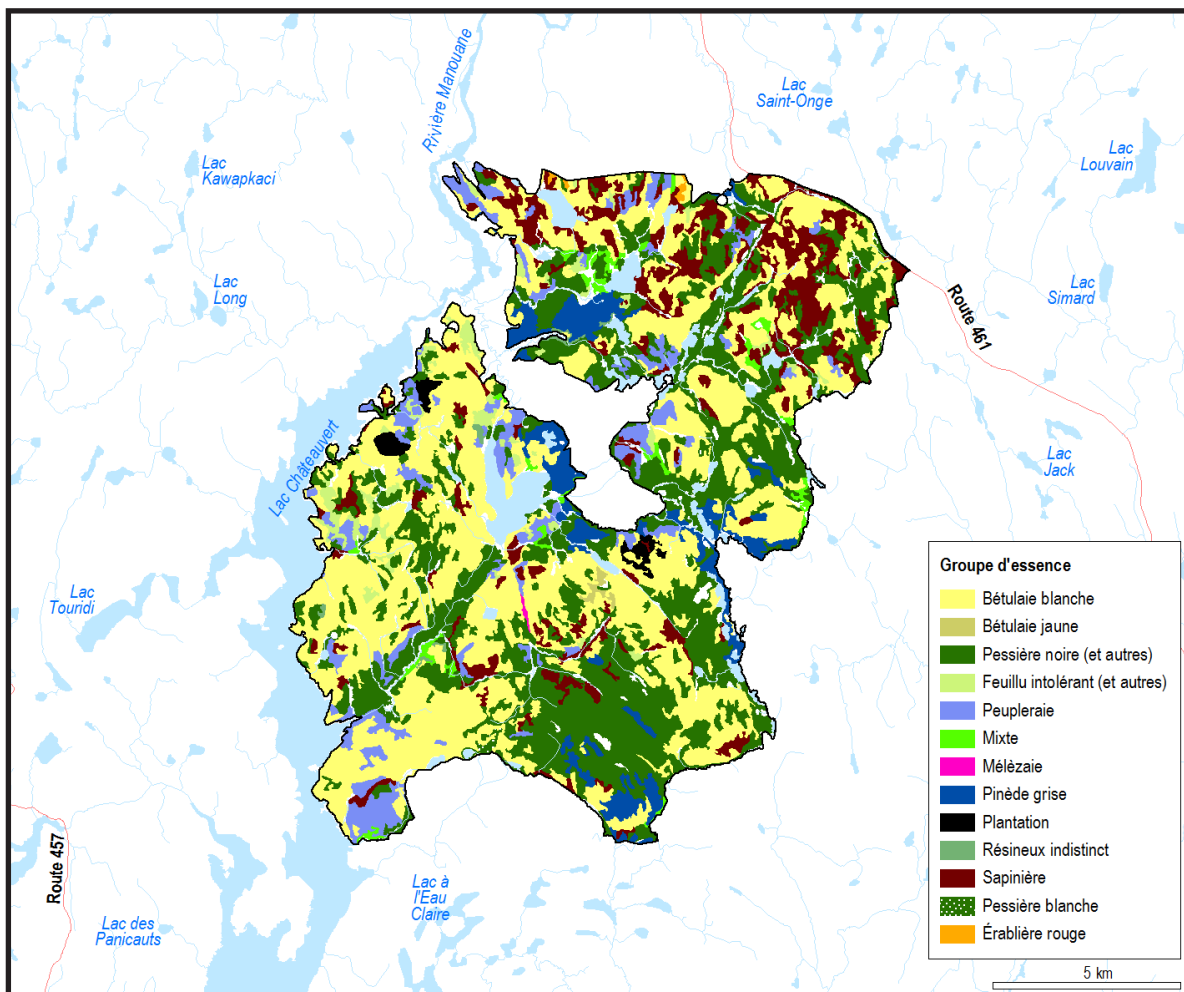 Rivière Manouane
Lac
Saint-Onge
Lac
Louvain
Lac
Kawapkaci
Lac
Long
Lac
Simard
Route 461
Lac Châteauvert
Lac
Jack
Lac
Touridi
Route 457
Lac à
l'Eau
Claire
Lac des
Panicauts
Groupe d'essence
Bétulaie blanche
Bétulaie jaune
Pessière noire (et autres)
Feuillu intolérant (et autres)
Peupleraie
Mixte
Mélèzaie
Pinède grise
Plantation
Résineux indistinct
Sapinière
Pessière blanche
Érablière rouge
5 km